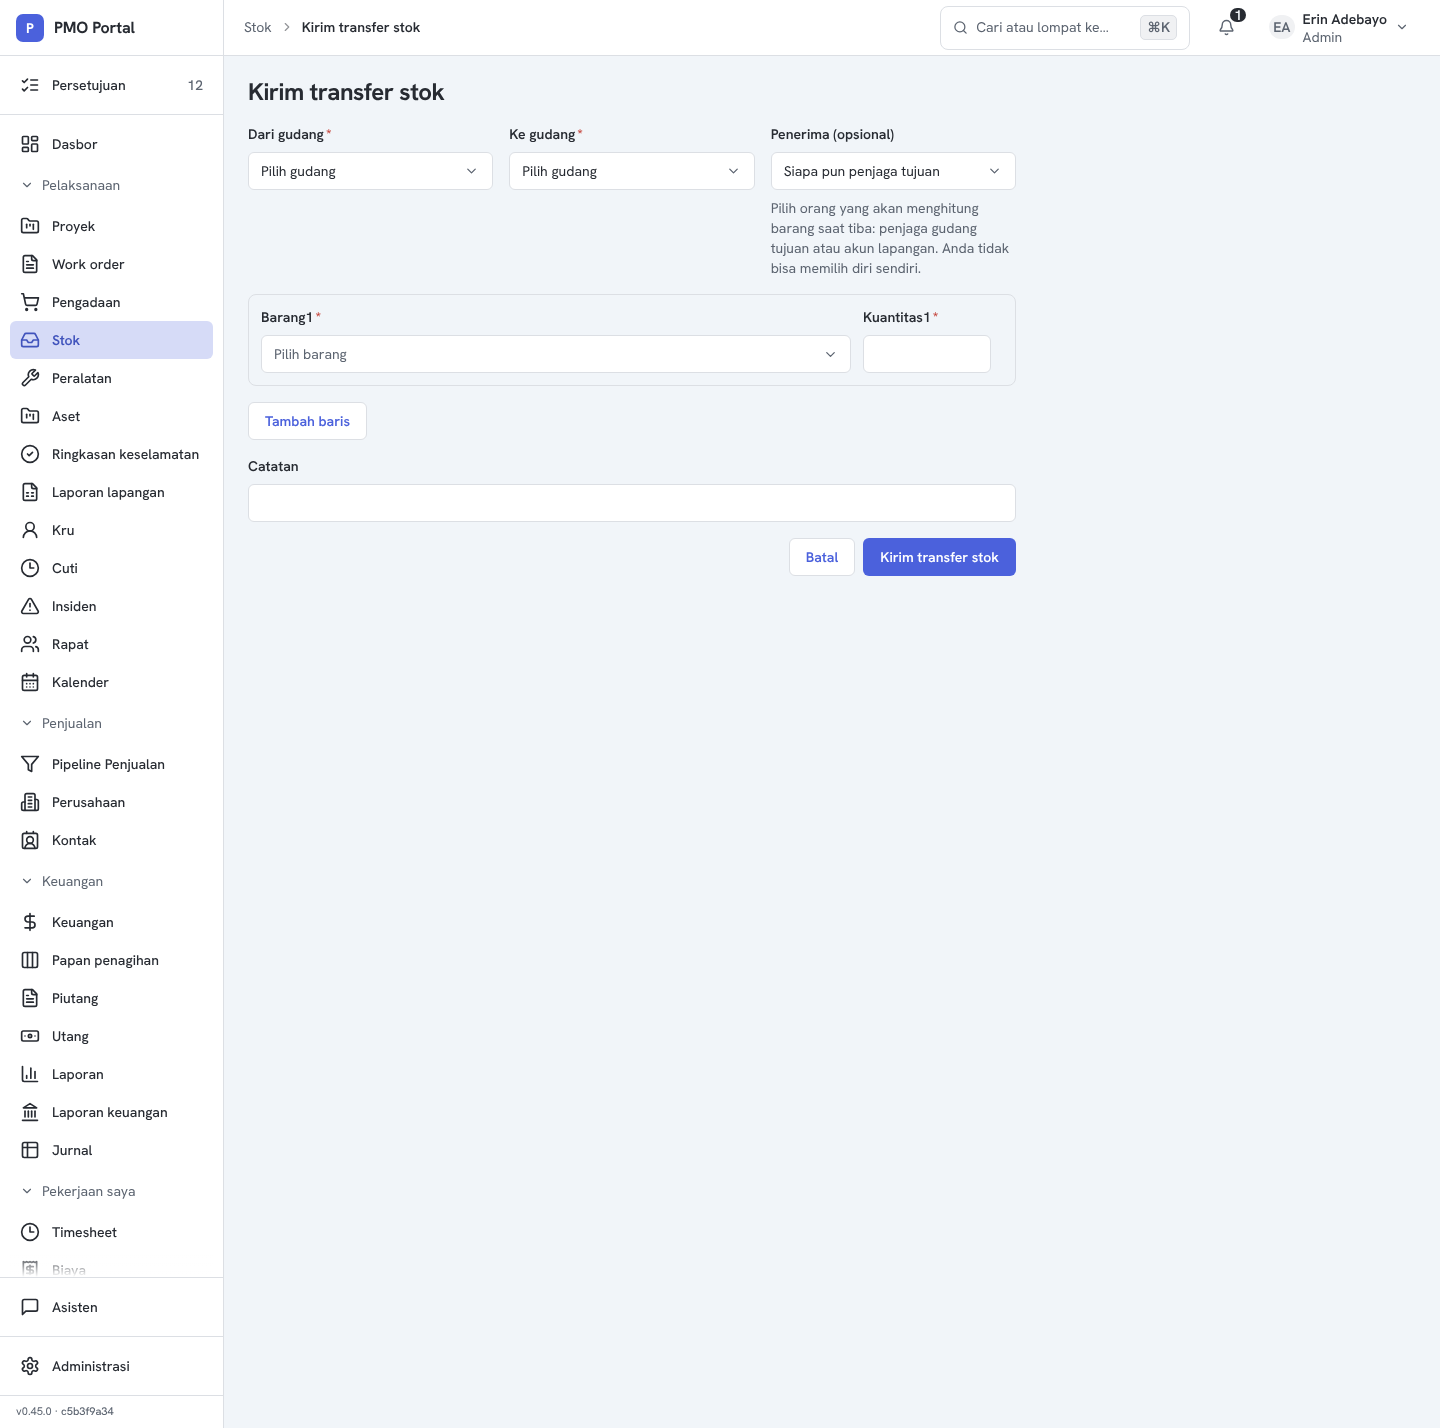 P PMO Portal
Stok > Kirim transfer stok
Cari atau lompat ke...
⌘K
1
EA
Erin Adebayo
Admin
Persetujuan 12
Dasbor
Pelaksanaan
Proyek
Work order
Pengadaan
Stok
Peralatan
Aset
Ringkasan keselamatan
Laporan lapangan
Kru
Cuti
Insiden
Rapat
Kalender
Penjualan
Pipeline Penjualan
Perusahaan
Kontak
Keuangan
Keuangan
Papan penagihan
Piutang
Utang
Laporan
Laporan keuangan
Jurnal
Pekerjaan saya
Timesheet
Biaya
Asisten
Administrasi
v0.45.0 · c5b3f9a34
Kirim transfer stok
Dari gudang*
Pilih gudang
Ke gudang*
Pilih gudang
Penerima (opsional)
Siapa pun penjaga tujuan
Pilih orang yang akan menghitung
barang saat tiba: penjaga gudang
tujuan atau akun lapangan. Anda tidak
bisa memilih diri sendiri.
Barang1*
Pilih barang
Kuantitas1*
Tambah baris
Catatan
Batal
Kirim transfer stok